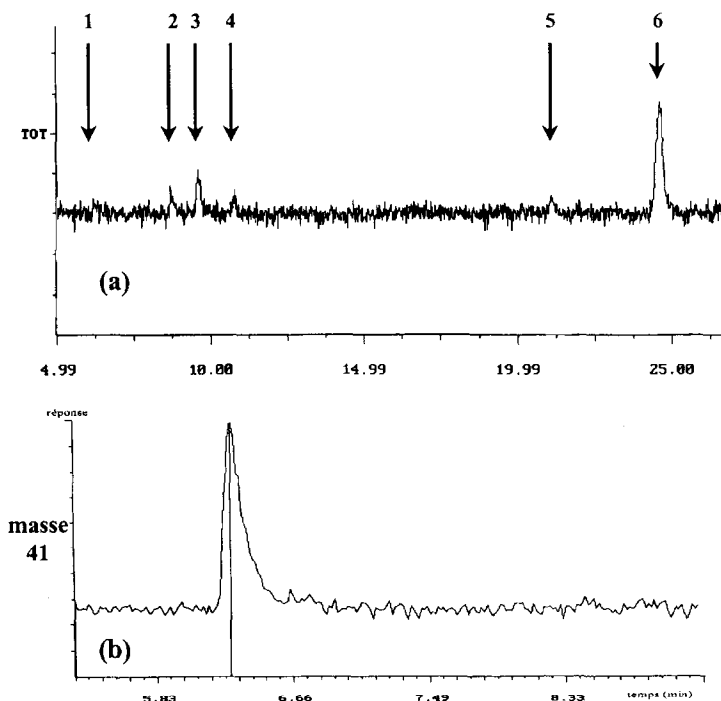 1 2 3 4 5 6
TOT
(a)
4.99 10.00 14.99 19.99 25.00
réponse
masse
41
(b)
5.83 6.66 7.49 8.33 temps (min)